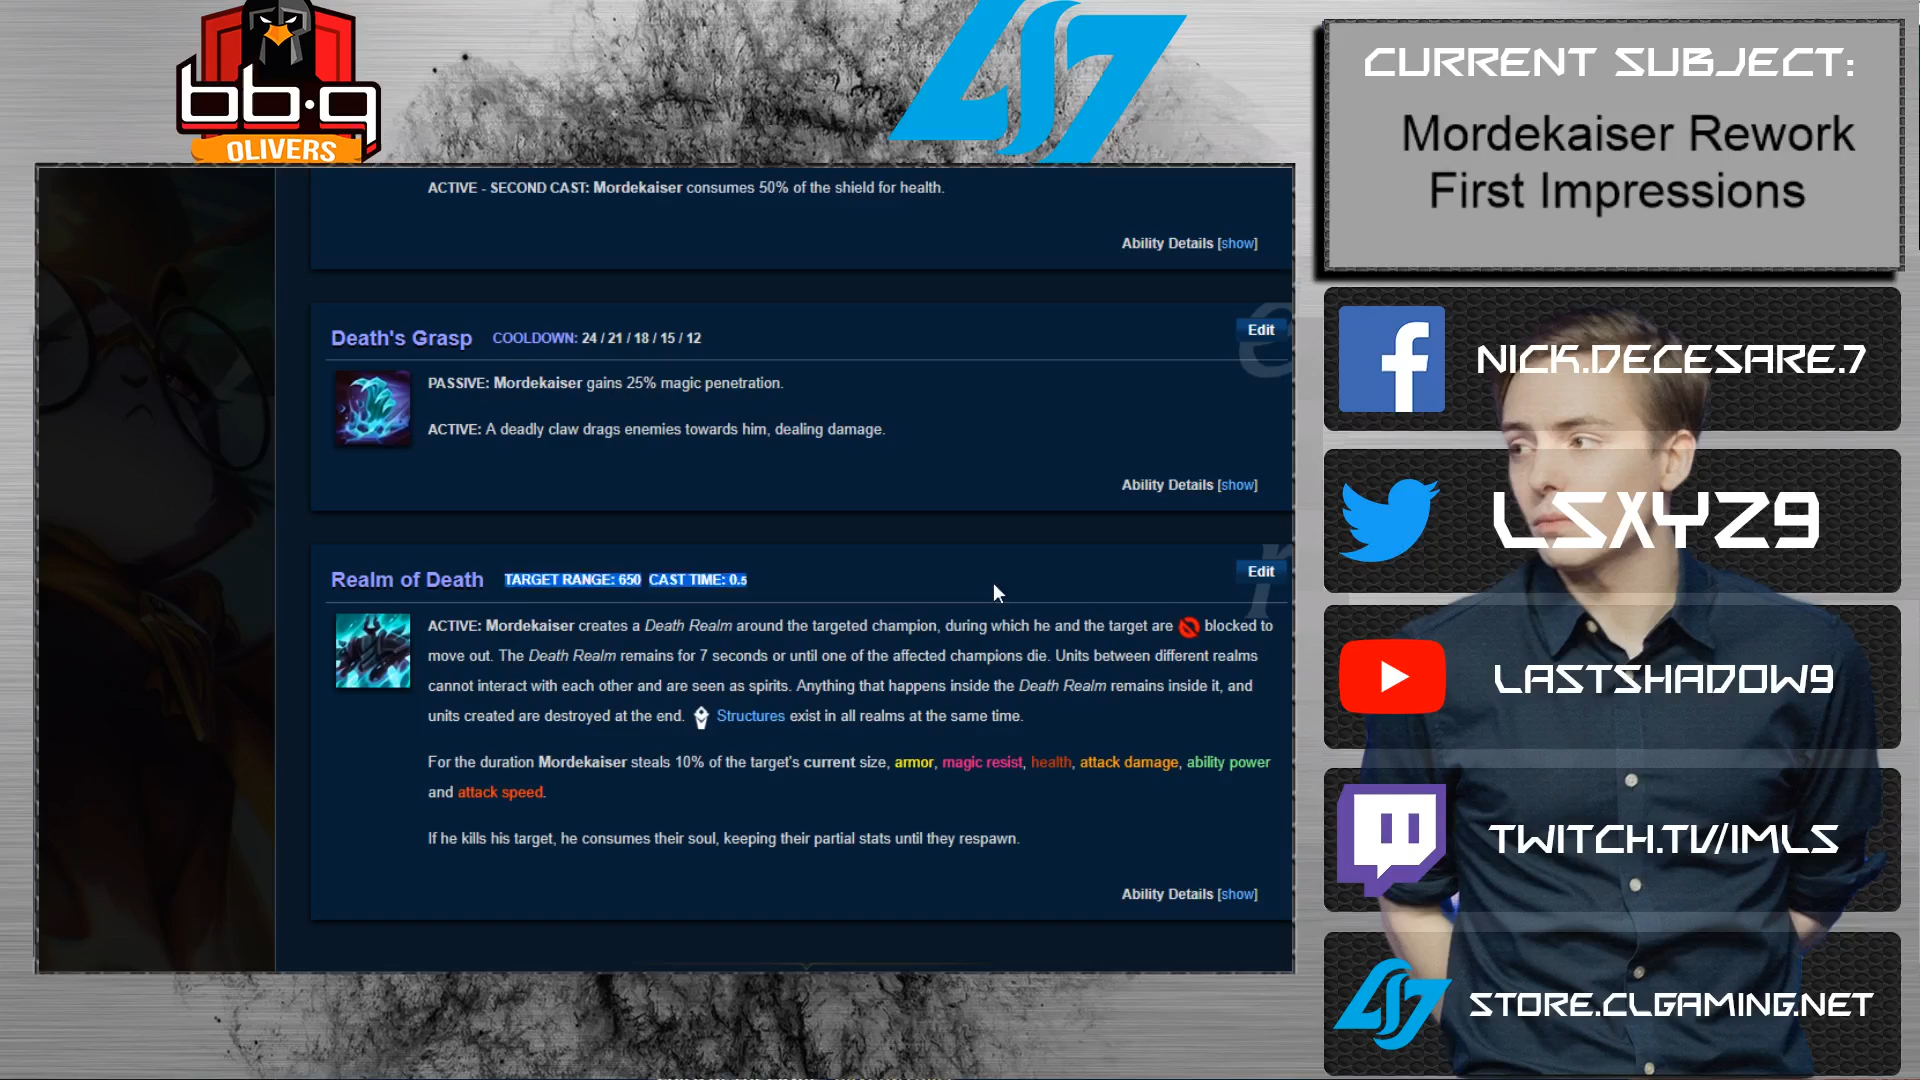 bb.q
OLIVERS
CURRENT SUBJECT:
Mordekaiser Rework
First Impressions
ACTIVE - SECOND CAST: Mordekaiser consumes 50% of the shield for health.
Ability Details [show]
Death's Grasp COOLDOWN: 24 / 21 / 18 / 15 / 12
Edit
e
PASSIVE: Mordekaiser gains 25% magic penetration.
ACTIVE: A deadly claw drags enemies towards him, dealing damage.
Ability Details [show]
Realm of Death TARGET RANGE: 650 CAST TIME: 0.5
Edit
r
ACTIVE: Mordekaiser creates a Death Realm around the targeted champion, during which he and the target are blocked to
move out. The Death Realm remains for 7 seconds or until one of the affected champions die. Units between different realms
cannot interact with each other and are seen as spirits. Anything that happens inside the Death Realm remains inside it, and
units created are destroyed at the end. Structures exist in all realms at the same time.
For the duration Mordekaiser steals 10% of the target's current size, armor, magic resist, health, attack damage, ability power
and attack speed.
If he kills his target, he consumes their soul, keeping their partial stats until they respawn.
Ability Details [show]
NICK.DECESARE.7
LSXYZ9
LASTSHADOW9
TWITCH.TV/IMLS
STORE.CLGAMING.NET